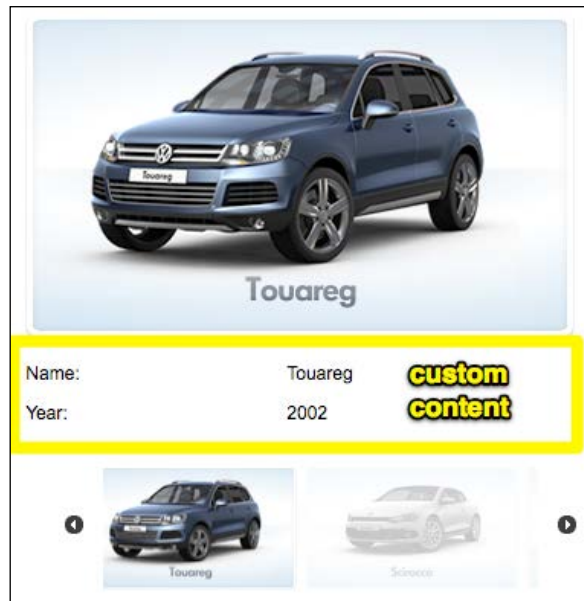 Touareg
Touareg
Name: Touareg custom
Year: 2002 content
Touareg
Scirocco